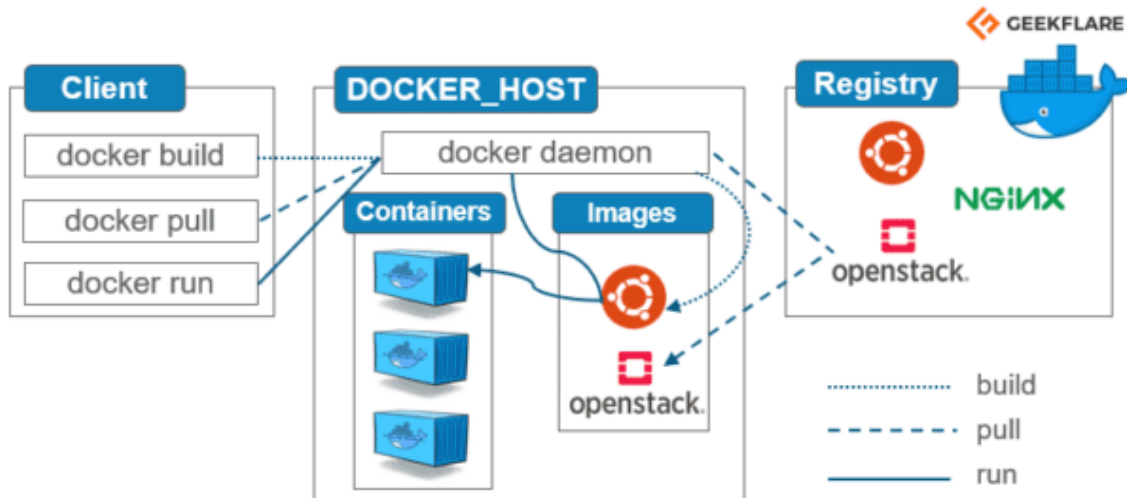 GEEKFLARE
Client
DOCKER_HOST
Registry
docker build
docker pull
docker run
docker daemon
Containers
Images
openstack.
NGiNX
openstack.
build
pull
run